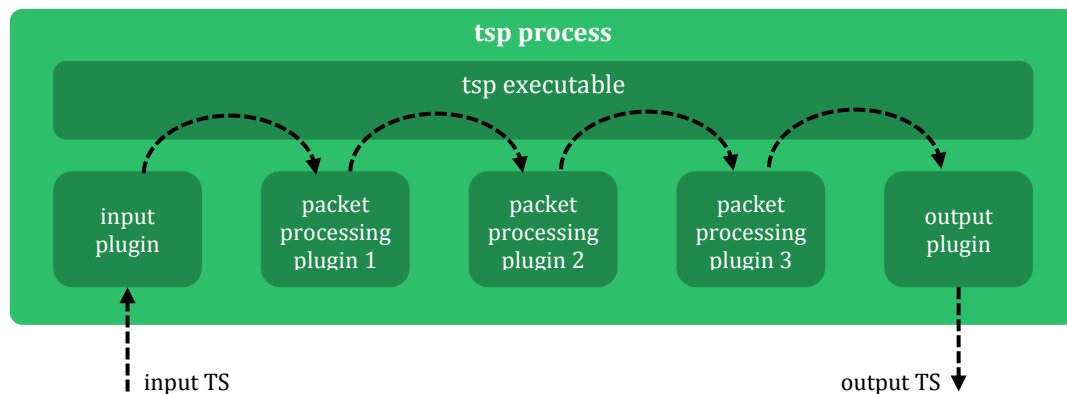 tsp process
tsp executable
input
plugin
packet
processing
plugin 1
packet
processing
plugin 2
packet
processing
plugin 3
output
plugin
input TS
output TS